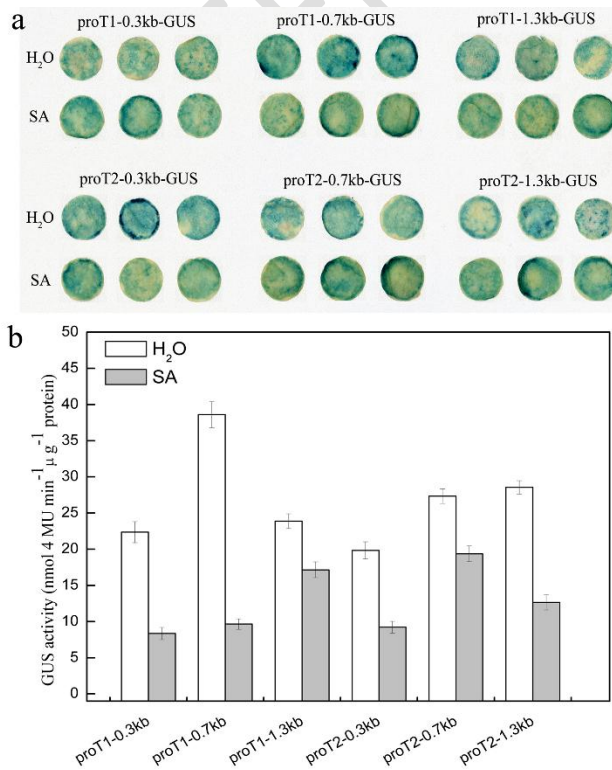 a
proT1-0.3kb-GUS proT1-0.7kb-GUS proT1-1.3kb-GUS
H₂O
SA
proT2-0.3kb-GUS proT2-0.7kb-GUS proT2-1.3kb-GUS
H₂O
SA
b
H₂O
SA
GUS activity (nmol 4 MU min⁻¹μ g⁻¹ protein)
50
45
40
35
30
25
20
15
10
5
0
proT1-0.3kb proT1-0.7kb proT1-1.3kb proT2-0.3kb proT2-0.7kb proT2-1.3kb